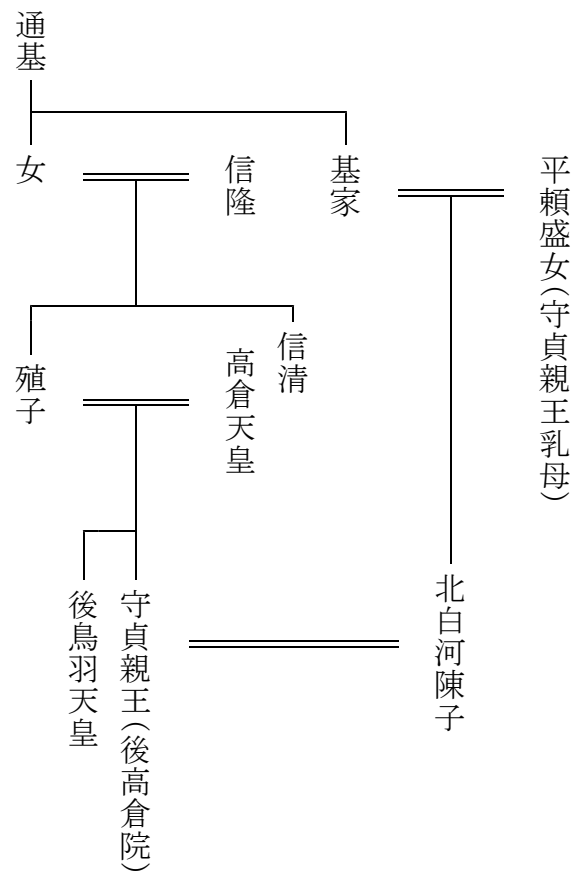 通基
平頼盛女(守貞親王乳母)
基家
信隆
女
信清
高倉天皇
殖子
北白河陳子
守貞親王(後高倉院)
後鳥羽天皇